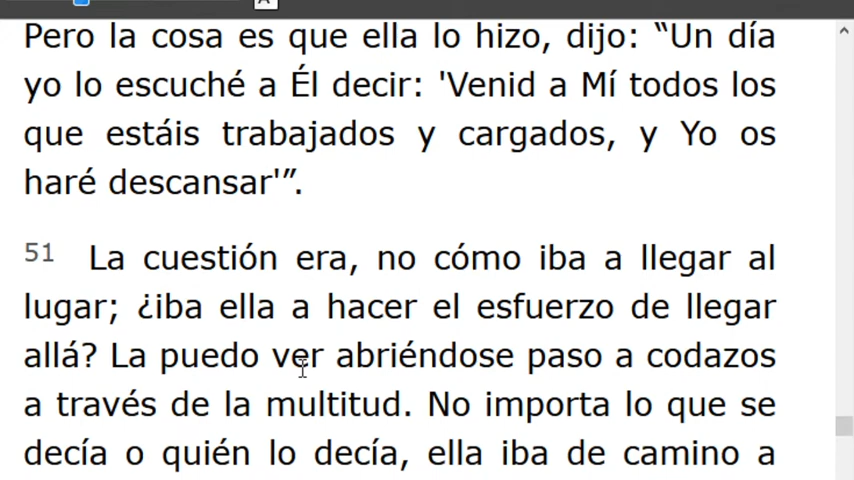 Pero la cosa es que ella lo hizo, dijo: “Un día
yo lo escuché a Él decir: 'Venid a Mí todos los
que estáis trabajados y cargados, y Yo os
haré descansar'”.
51 La cuestión era, no cómo iba a llegar al
lugar; ¿iba ella a hacer el esfuerzo de llegar
allá? La puedo ver abriéndose paso a codazos
a través de la multitud. No importa lo que se
decía o quién lo decía, ella iba de camino a